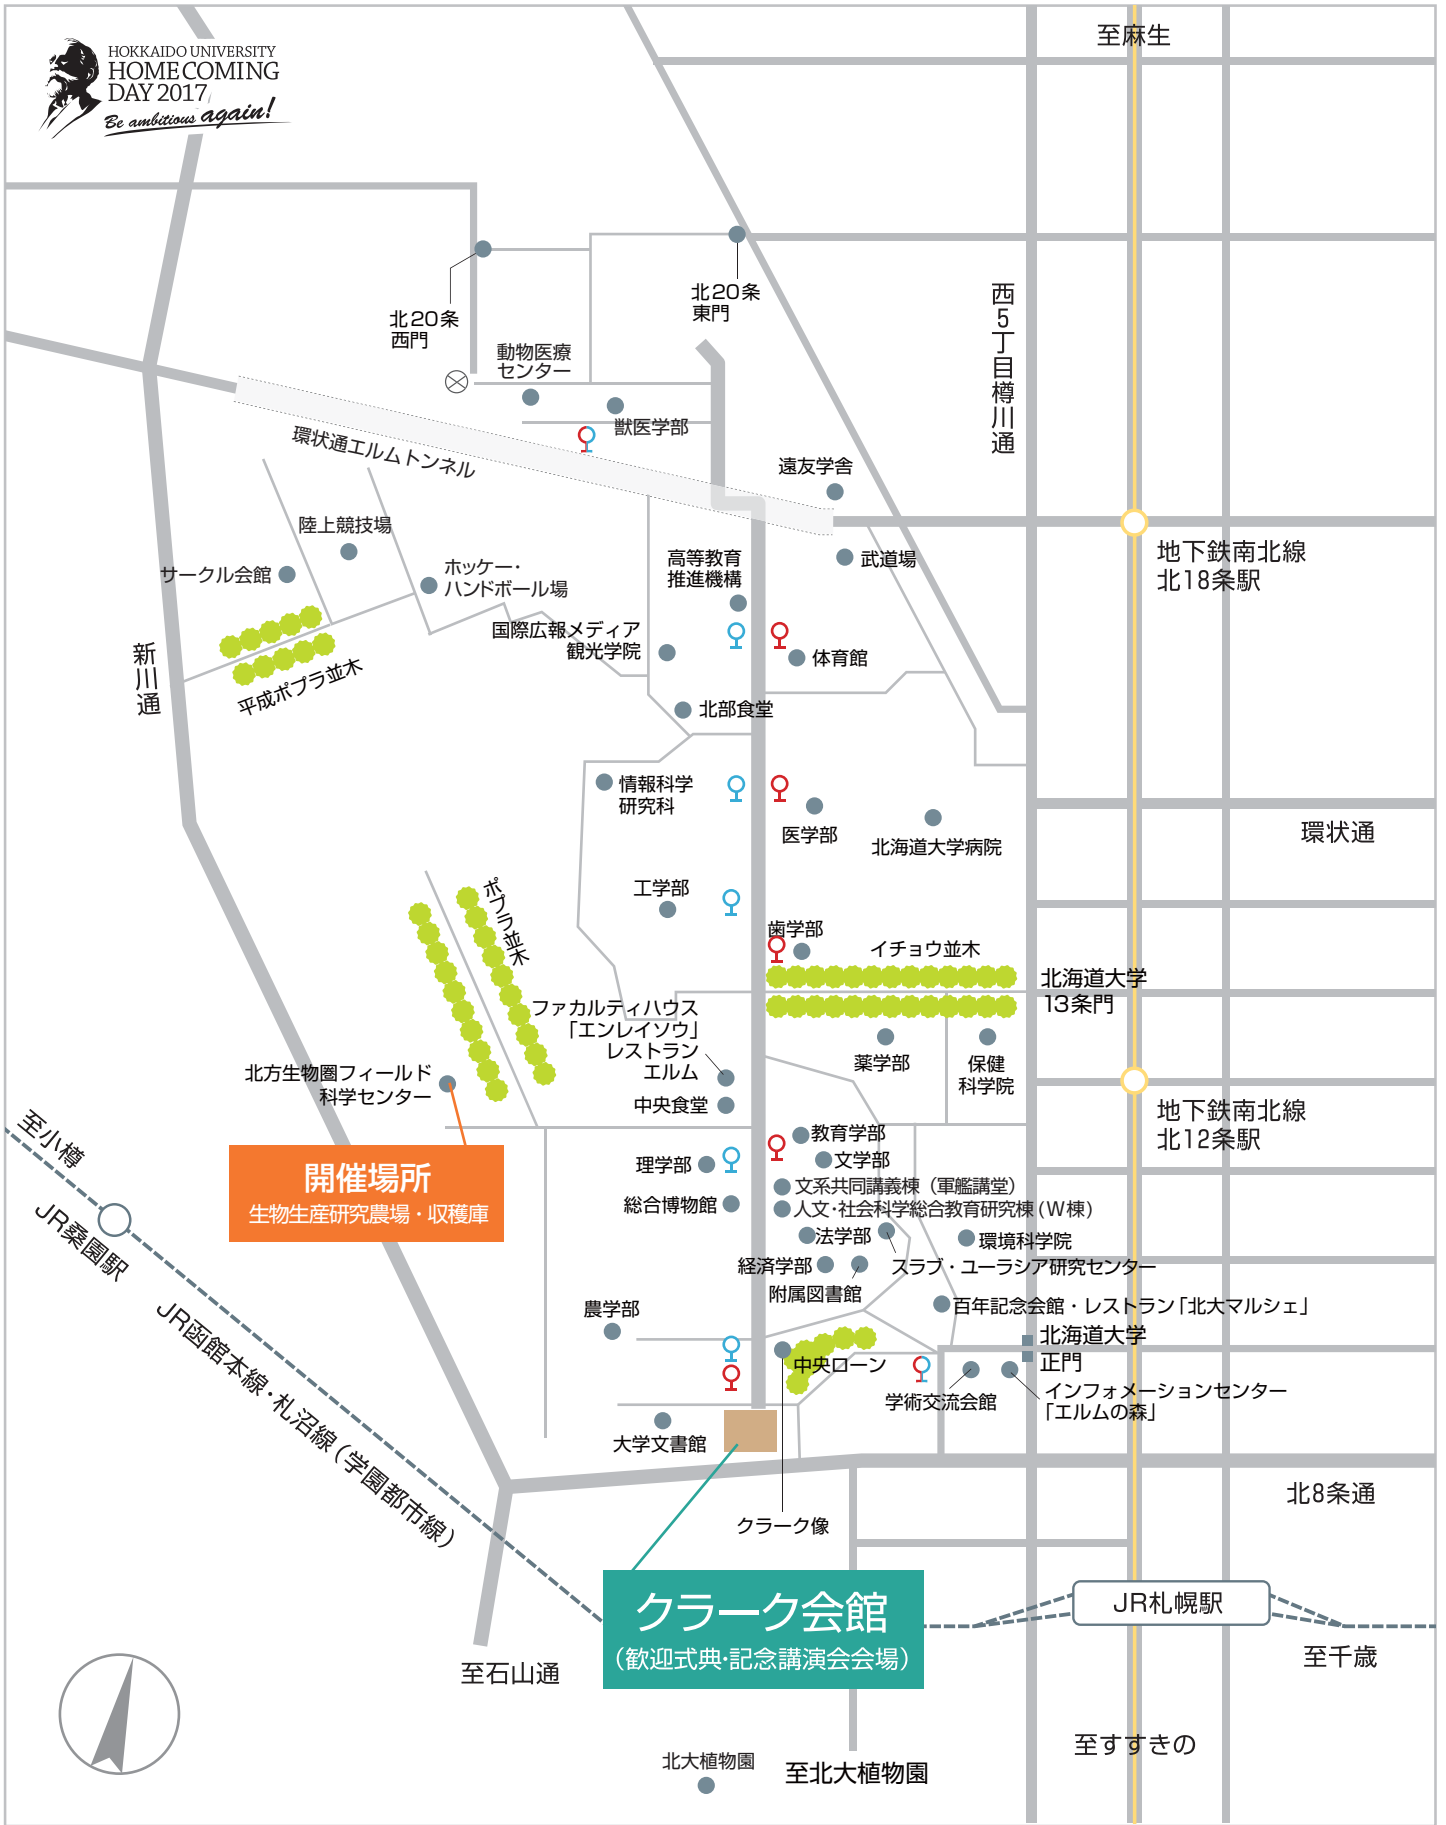 HOKKAIDO UNIVERSITY
HOMECOMING
DAY 2017
Be ambitious again!
至麻生
北20条
西門
北20条
東門
西5丁目樽川通
動物医療
センター
獣医学部
環状通エルムトンネル
遠友学舎
陸上競技場
サークル会館
ホッケー・
ハンドボール場
高等教育
推進機構
武道場
地下鉄南北線
北18条駅
国際広報メディア
観光学院
体育館
新川通
平成ポプラ並木
北部食堂
情報科学
研究科
医学部
北海道大学病院
環状通
工学部
ポプラ並木
歯学部
イチョウ並木
北海道大学
13条門
ファカルティハウス
「エンレイソウ」
レストラン
エルム
薬学部
保健
科学院
北方生物圏フィールド
科学センター
中央食堂
地下鉄南北線
北12条駅
至小樽
教育学部
文学部
開催場所
生物生産研究農場・収穫庫
理学部
文系共同講義棟（軍艦講堂）
総合博物館
人文・社会科学総合教育研究棟(W棟)
JR桑園駅
法学部
環境科学院
経済学部
スラブ・ユーラシア研究センター
附属図書館
農学部
百年記念会館・レストラン「北大マルシェ」
北海道大学
正門
中央ローン
JR函館本線・札沼線（学園都市線）
学術交流会館
インフォメーションセンター
「エルムの森」
大学文書館
北8条通
クラーク像
クラーク会館
（歓迎式典・記念講演会会場）
JR札幌駅
至石山通
至千歳
至すすきの
北大植物園
至北大植物園